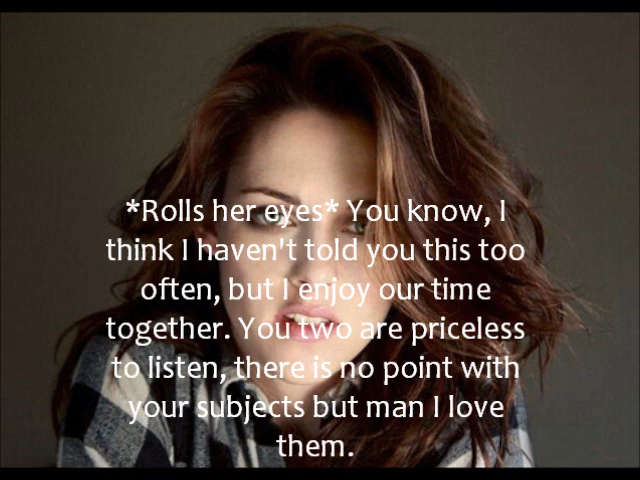 *Rolls her eyes* You know, I
think I haven't told you this too
often, but I enjoy our time
together. You two are priceless
to listen, there is no point with
your subjects but man I love
them.